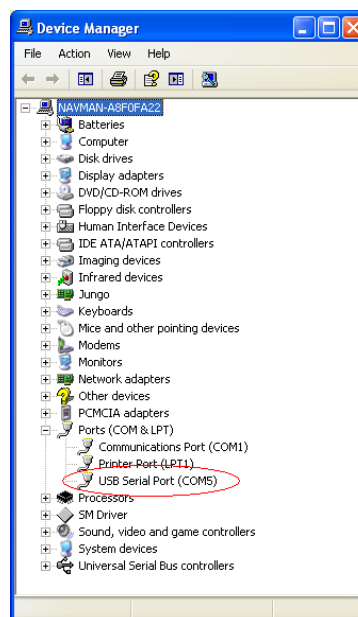 Device Manager
File Action View Help
NAVMAN-A8F0FA22
Batteries
Computer
Disk drives
Display adapters
DVD/CD-ROM drives
Floppy disk controllers
Human Interface Devices
IDE ATA/ATAPI controllers
Imaging devices
Infrared devices
Jungo
Keyboards
Mice and other pointing devices
Modems
Monitors
Network adapters
Other devices
PCMCIA adapters
Ports (COM & LPT)
Communications Port (COM1)
Printer Port (LPT1)
USB Serial Port (COM5)
Processors
SM Driver
Sound, video and game controllers
System devices
Universal Serial Bus controllers